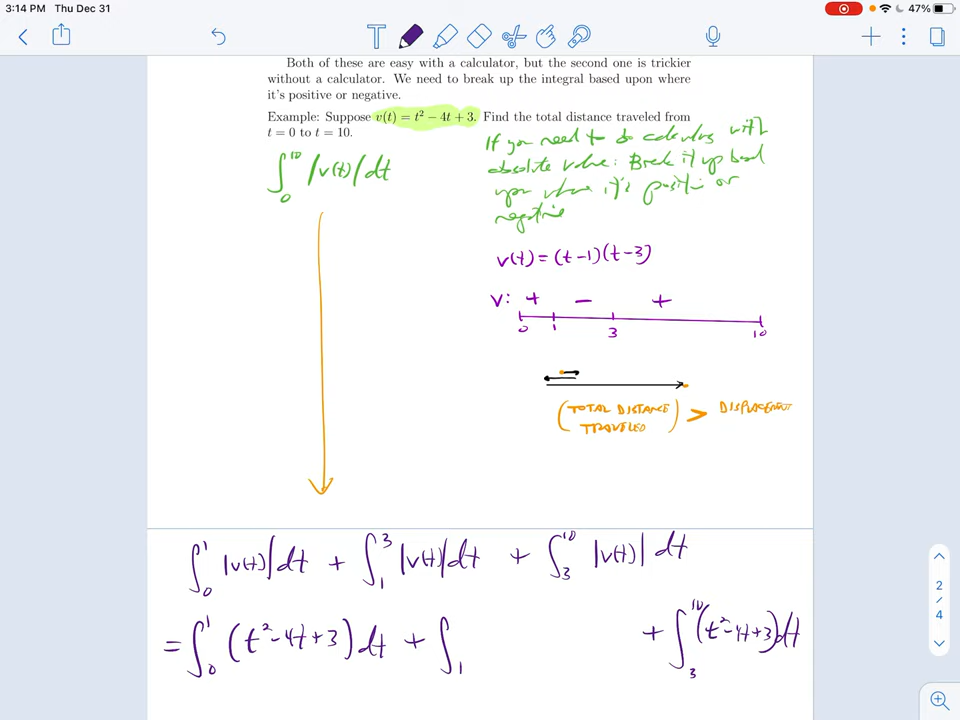 3:14 PM Thu Dec 31
47%
Both of these are easy with a calculator, but the second one is trickier
without a calculator. We need to break up the integral based upon where
it's positive or negative.
Example: Suppose v(t) = t² − 4t + 3. Find the total distance traveled from
t = 0 to t = 10.
∫₀¹⁰ |v(t)| dt
If you need to do calculus with
absolute value: Break it up based
upon where it's positive or
negative
v(t) = (t-1)(t-3)
V: + − +
0 1 3 10
(TOTAL DISTANCE TRAVELED) > DISPLACEMENT
∫₀¹ |v(t)| dt + ∫₁³ |v(t)| dt + ∫₃¹⁰ |v(t)| dt
= ∫₀¹ (t²-4t+3) dt + ∫₁ + ∫₃¹⁰ (t²-4t+3) dt
2
/
4